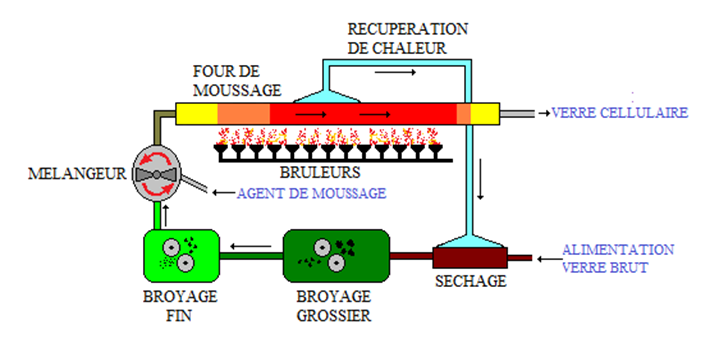 RECUPERATION
DE CHALEUR
FOUR DE
MOUSSAGE
VERRE CELLULAIRE
BRULEURS
MELANGEUR
AGENT DE MOUSSAGE
ALIMENTATION
VERRE BRUT
SECHAGE
BROYAGE
FIN
BROYAGE
GROSSIER